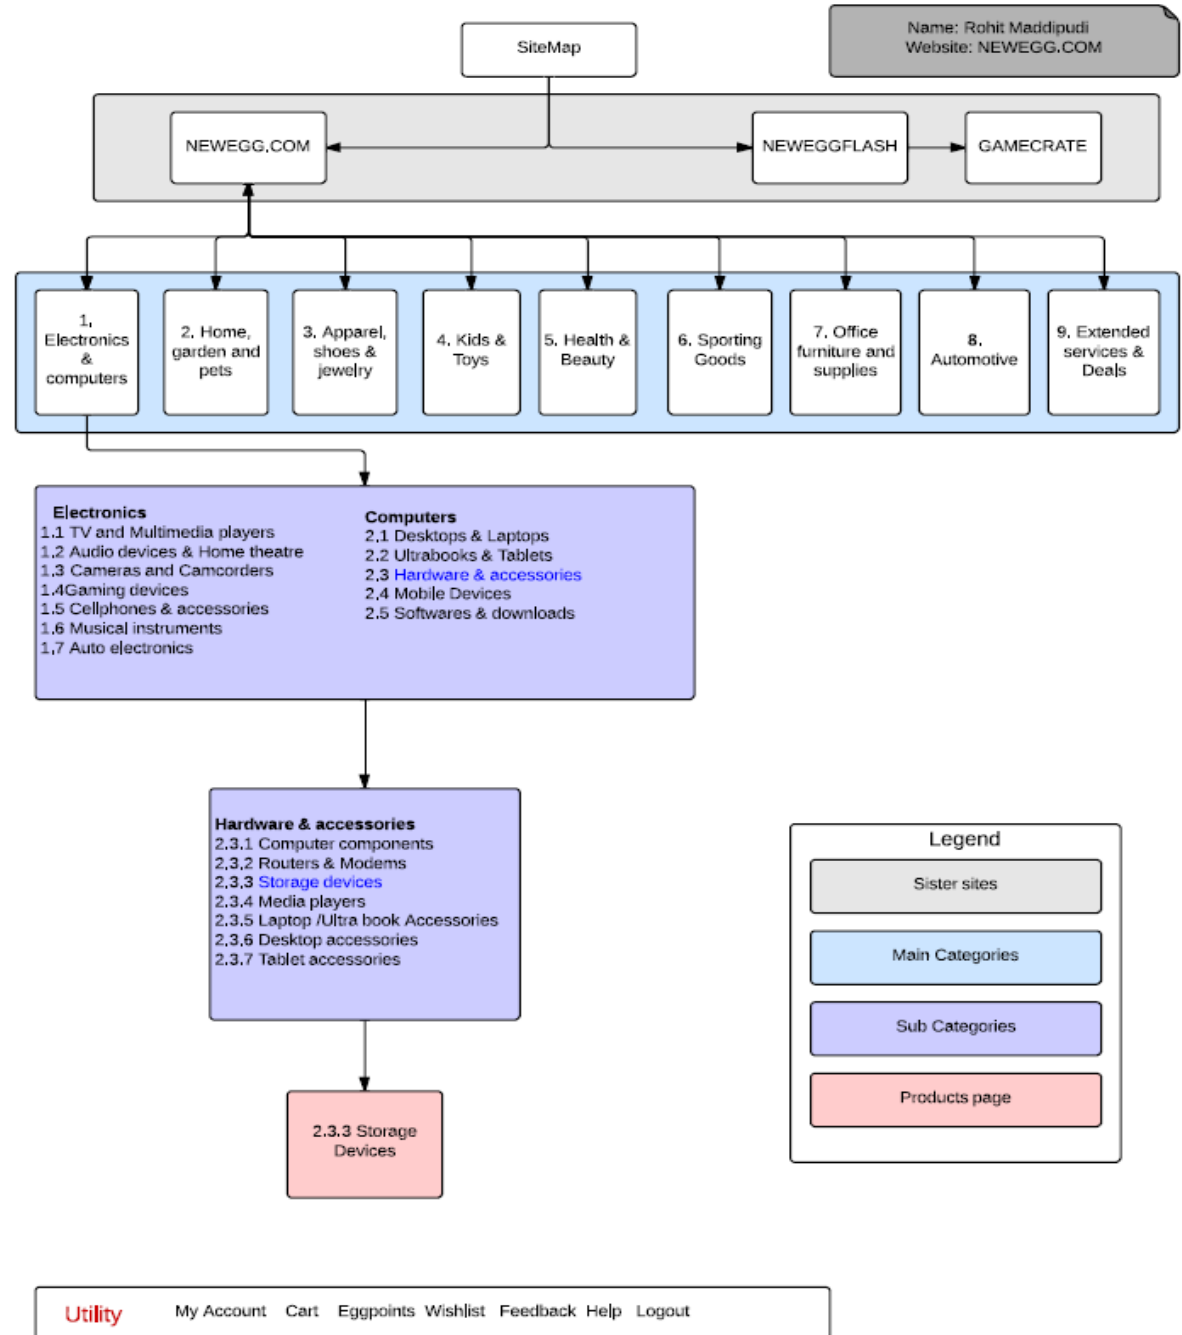 SiteMap
Name: Rohit Maddipudi
Website: NEWEGG.COM
NEWEGG.COM
NEWEGGFLASH
GAMECRATE
1.
Electronics
&
computers
2. Home,
garden and
pets
3. Apparel,
shoes &
jewelry
4. Kids &
Toys
5. Health &
Beauty
6. Sporting
Goods
7. Office
furniture and
supplies
8.
Automotive
9. Extended
services &
Deals
Electronics
1.1 TV and Multimedia players
1.2 Audio devices & Home theatre
1.3 Cameras and Camcorders
1.4Gaming devices
1.5 Cellphones & accessories
1.6 Musical instruments
1.7 Auto electronics
Computers
2.1 Desktops & Laptops
2.2 Ultrabooks & Tablets
2.3 Hardware & accessories
2.4 Mobile Devices
2.5 Softwares & downloads
Hardware & accessories
2.3.1 Computer components
2.3.2 Routers & Modems
2.3.3 Storage devices
2.3.4 Media players
2.3.5 Laptop /Ultra book Accessories
2.3.6 Desktop accessories
2.3.7 Tablet accessories
2.3.3 Storage
Devices
Legend
Sister sites
Main Categories
Sub Categories
Products page
Utility My Account Cart Eggpoints Wishlist Feedback Help Logout